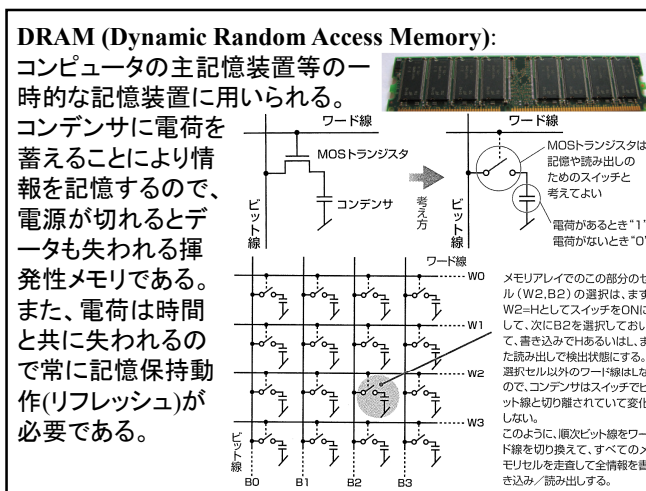 DRAM (Dynamic Random Access Memory):
コンピュータの主記憶装置等の一
時的な記憶装置に用いられる。
コンデンサに電荷を
蓄えることにより情
報を記憶するので、
電源が切れるとデ
ータも失われる揮
発性メモリである。
また、電荷は時間
と共に失われるの
で常に記憶保持動
作(リフレッシュ)が
必要である。
ワード線
MOSトランジスタ
コンデンサ
ビット線
考え方
ワード線
ビット線
MOSトランジスタは
記憶や読み出しの
ためのスイッチと
考えてよい
電荷があるとき"1"
電荷がないとき"0"
ワード線
W0
W1
W2
W3
ビット線
B0 B1 B2 B3
メモリアレイでのこの部分のセ
ル(W2,B2)の選択は、まず
W2=HとしてスイッチをONに
して、次にB2を選択しておい
て、書き込みでHあるいはL、ま
た読み出しで検出状態にする。
選択セル以外のワード線はLな
ので、コンデンサはスイッチでビ
ット線と切り離されていて変化
しない。
このように、順次ビット線をワー
ド線を切り換えて、すべてのメ
モリセルを走査して全情報を書
き込み/読み出しする。